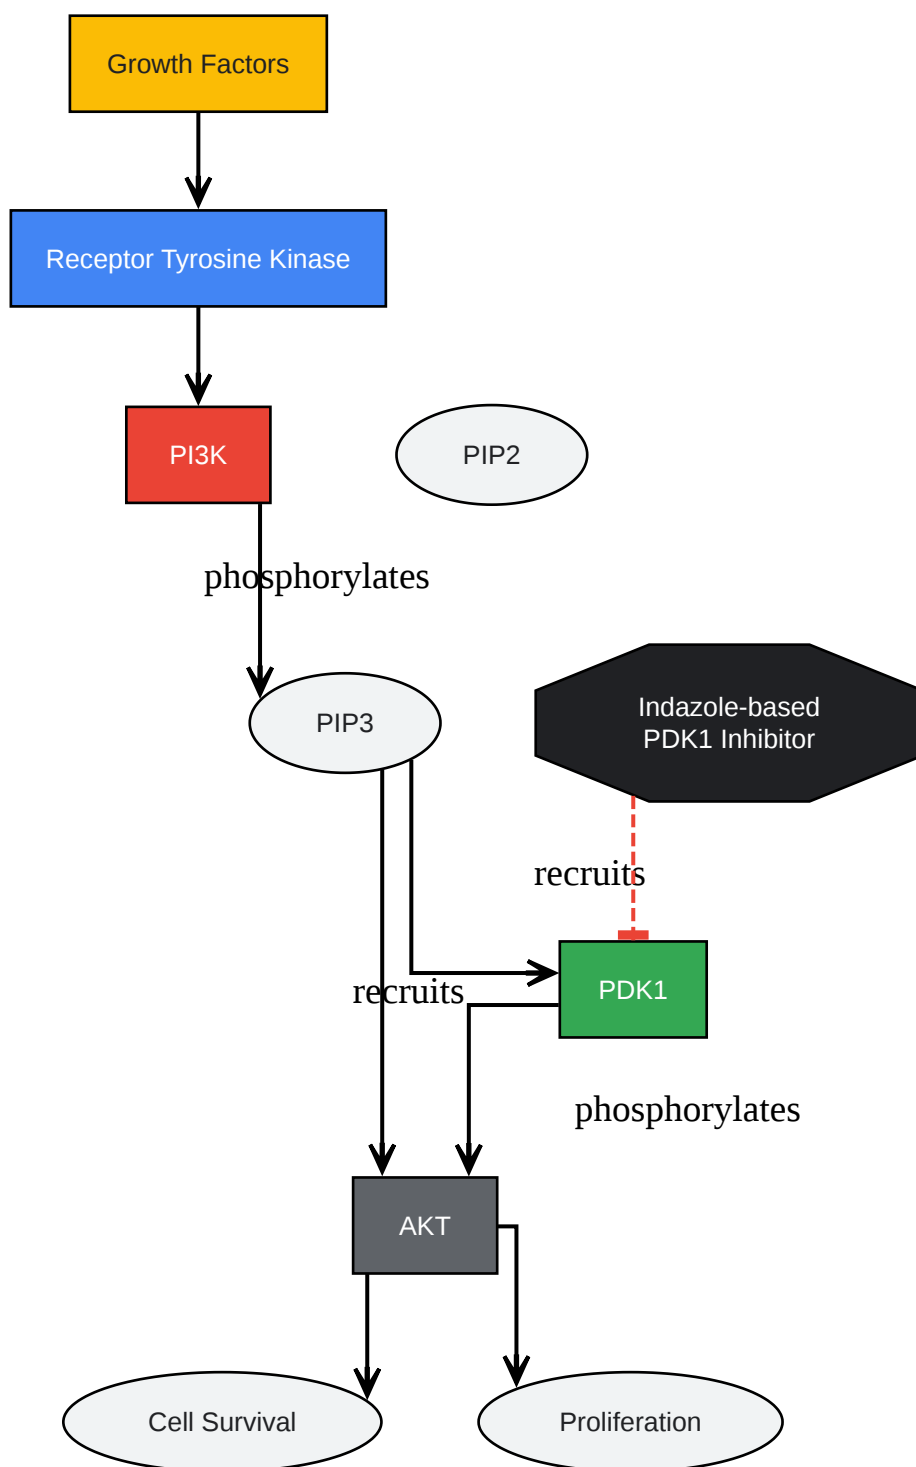 Growth Factors
Receptor Tyrosine Kinase
PI3K
PIP2
phosphorylates
PIP3
Indazole-based
PDK1 Inhibitor
recruits
PDK1
recruits
phosphorylates
AKT
Cell Survival
Proliferation